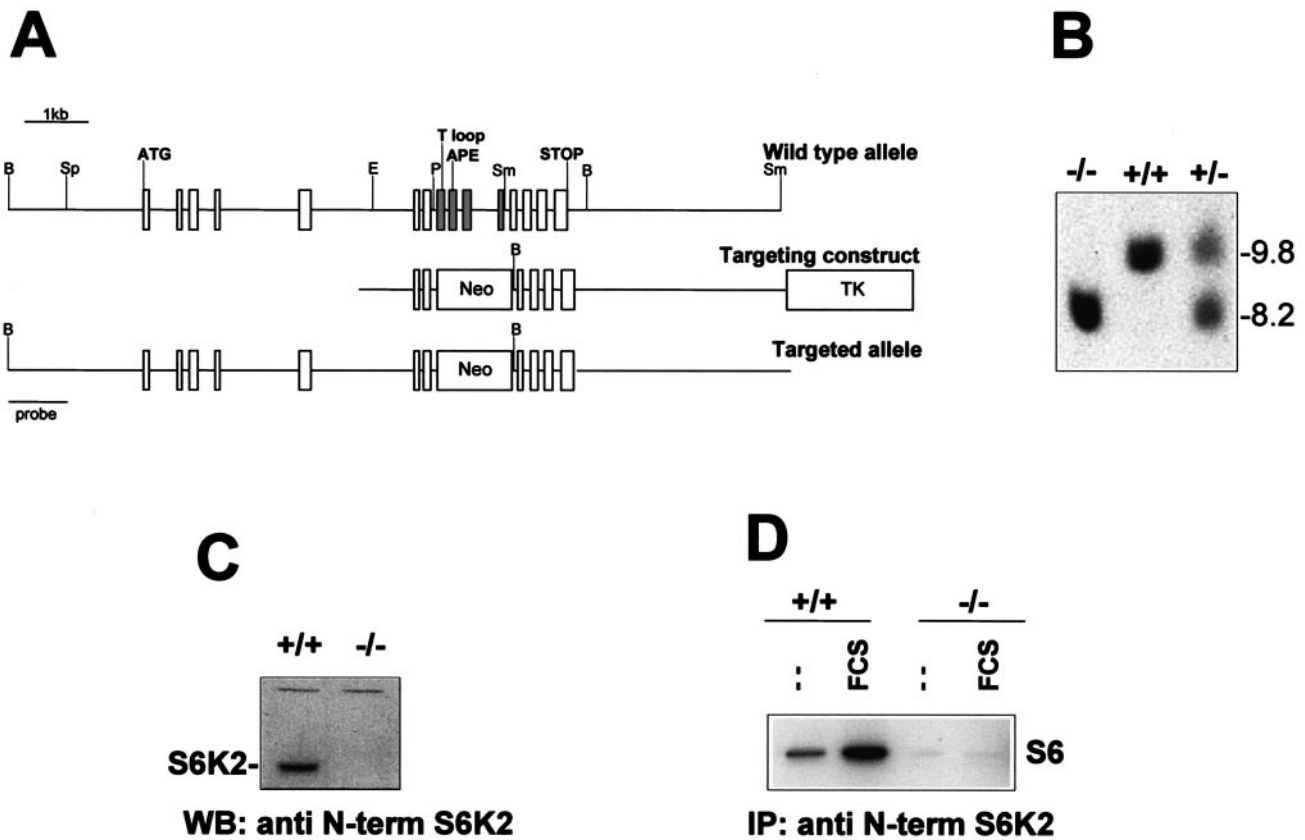 A
B
1kb
B Sp ATG E P T loop APE Sm STOP B Wild type allele Sm
B Targeting construct
Neo TK
B B Targeted allele
Neo
probe
-/- +/+ +/-
-9.8
-8.2
C
+/+ -/-
S6K2-
WB: anti N-term S6K2
D
+/+ -/-
-- FCS -- FCS
S6
IP: anti N-term S6K2